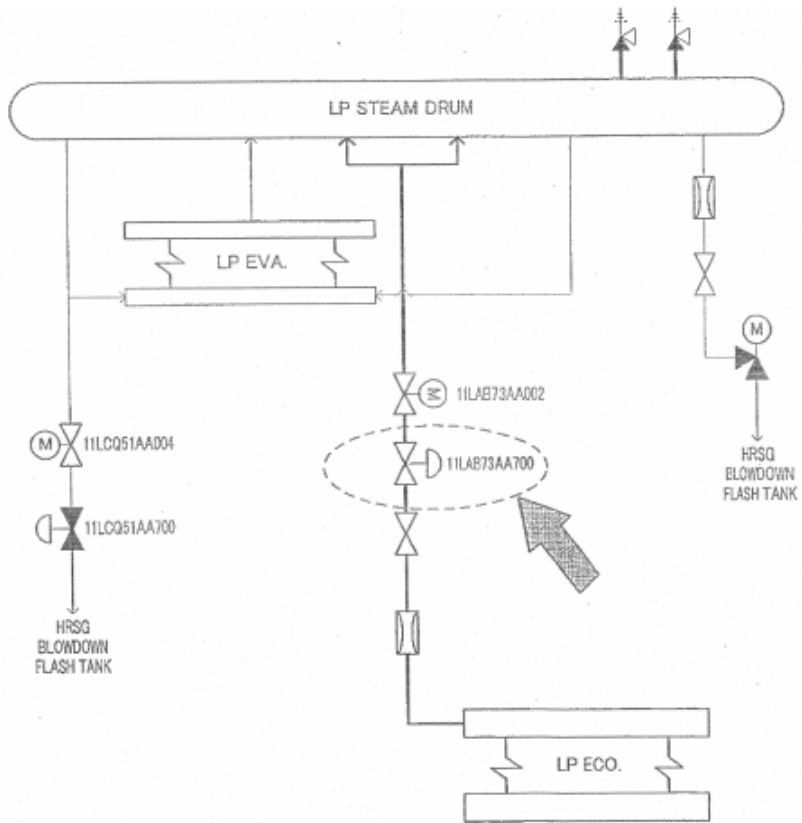 LP STEAM DRUM
LP EVA.
M
11LAB73AA002
M
M
11LCQ51AA004
11LAB73AA700
HRSG
BLOWDOWN
FLASH TANK
11LCQ51AA700
HRSG
BLOWDOWN
FLASH TANK
LP ECO.